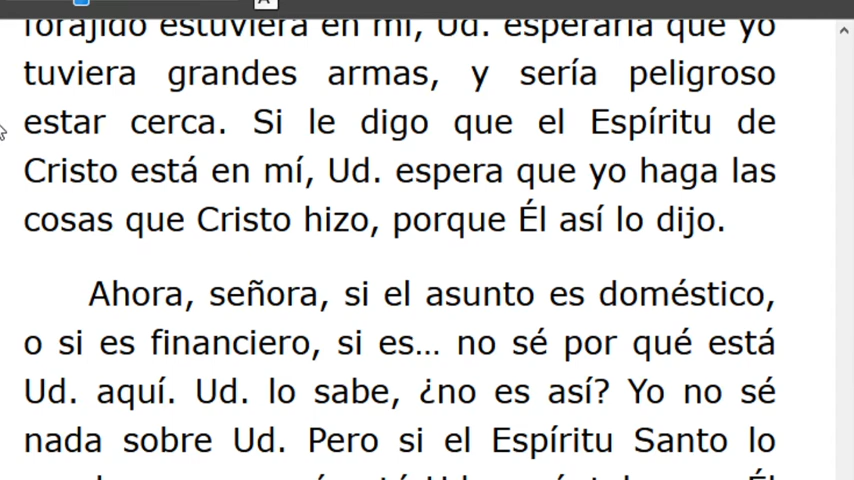 forajido estuviera en mí, Ud. esperaría que yo
tuviera grandes armas, y sería peligroso
estar cerca. Si le digo que el Espíritu de
Cristo está en mí, Ud. espera que yo haga las
cosas que Cristo hizo, porque Él así lo dijo.
Ahora, señora, si el asunto es doméstico,
o si es financiero, si es... no sé por qué está
Ud. aquí. Ud. lo sabe, ¿no es así? Yo no sé
nada sobre Ud. Pero si el Espíritu Santo lo